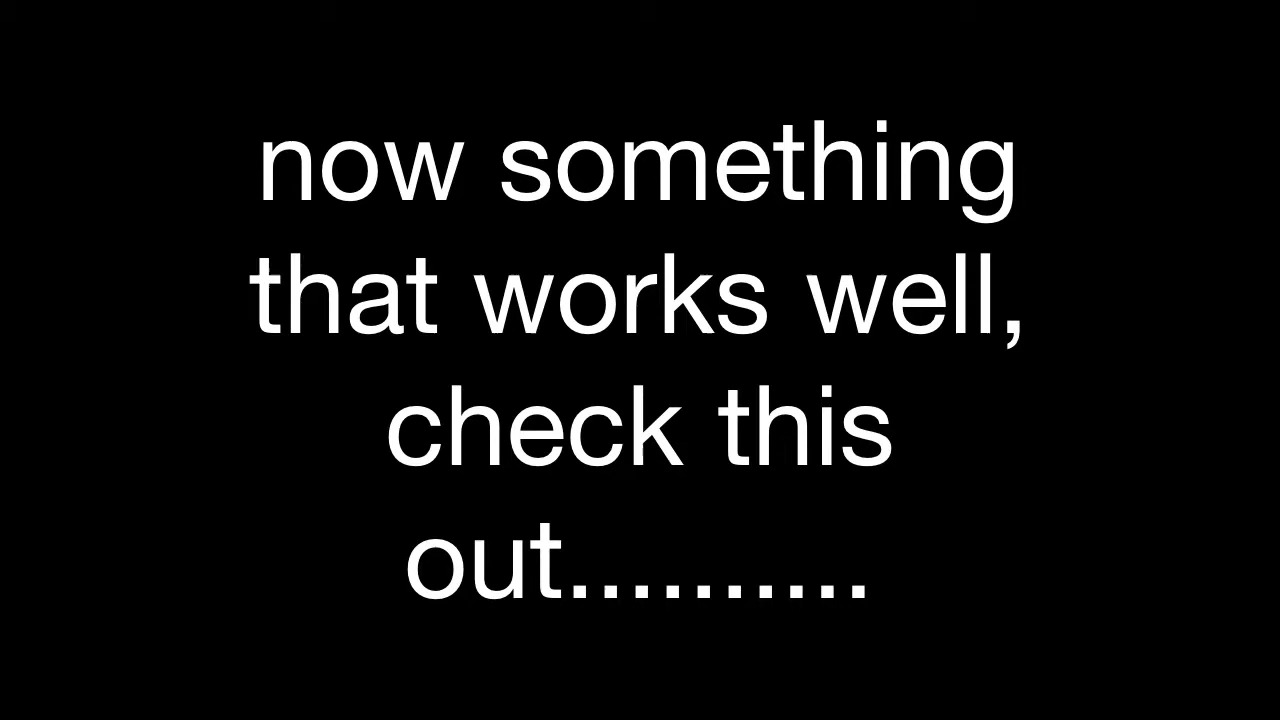 now something
that works well,
check this
out..........